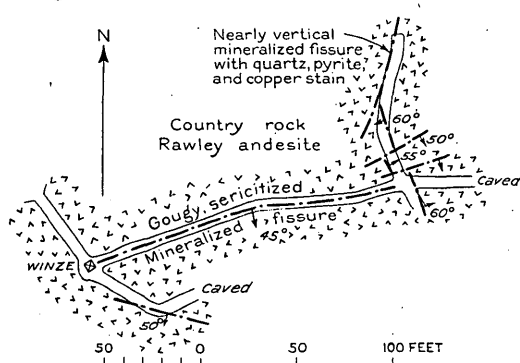 N
Nearly vertical
mineralized fissure
with quartz, pyrite,
and copper stain
Country rock
Rawley andesite
60°
50°
55°
Caved
60°
Gougy, sericitized
Mineralized fissure
45°
WINZE
Caved
50°
50 0 50 100 FEET